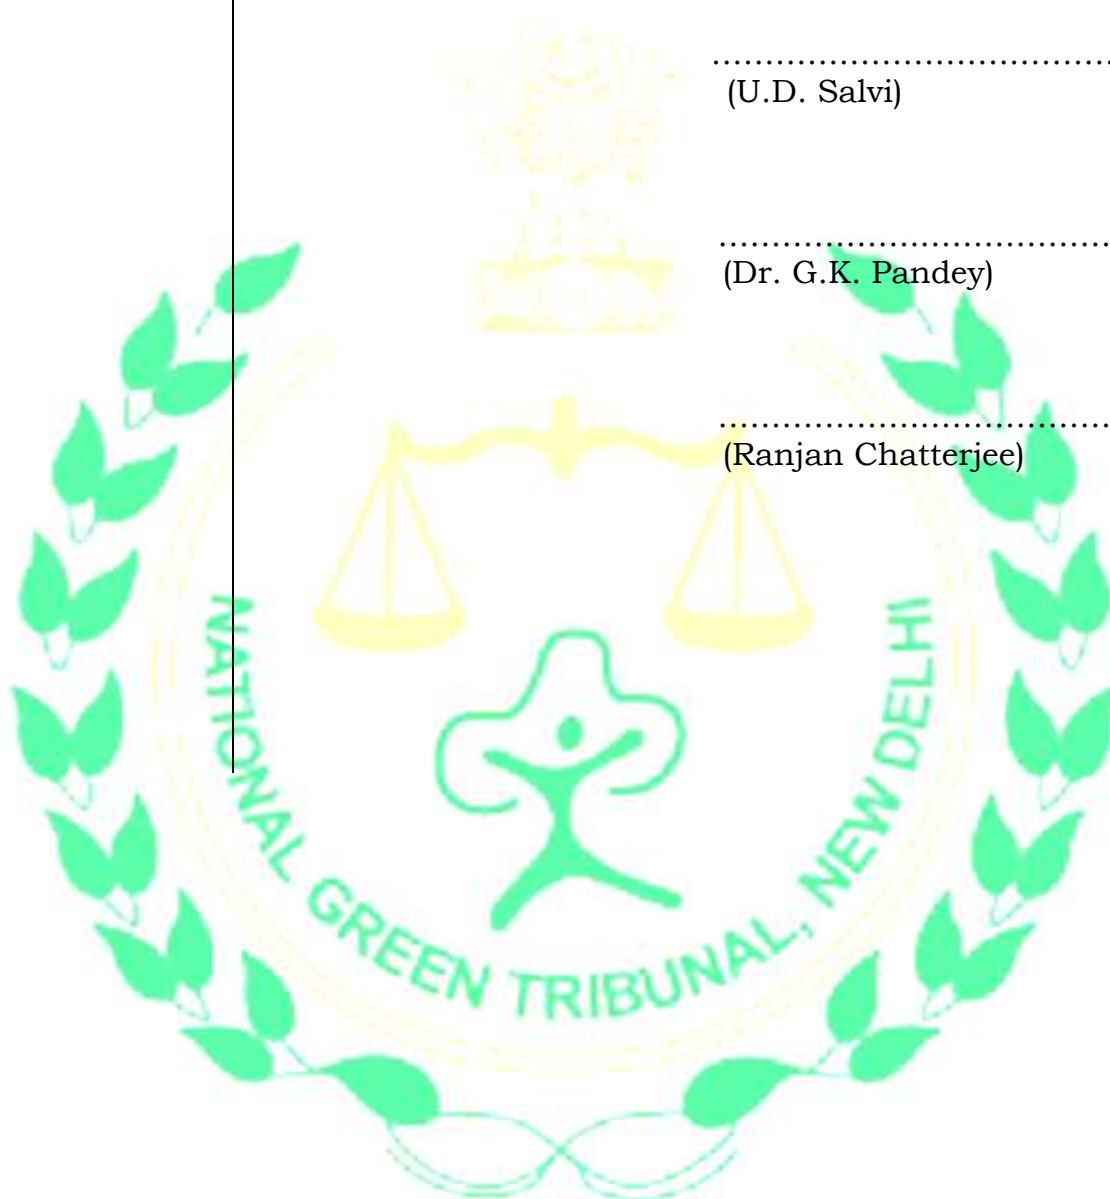 ……………………………………
(U.D. Salvi)
……………………………………
(Dr. G.K. Pandey)
……………………………………
(Ranjan Chatterjee)
NATIONAL GREEN TRIBUNAL, NEW DELHI